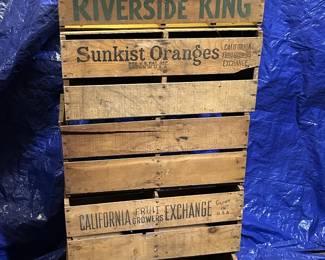 RIVERSIDE KING
Sunkist Oranges
CALIFORNIA
FRUIT GROWERS
EXCHANGE
CALIFORNIA FRUIT GROWERS EXCHANGE
U.S.A.